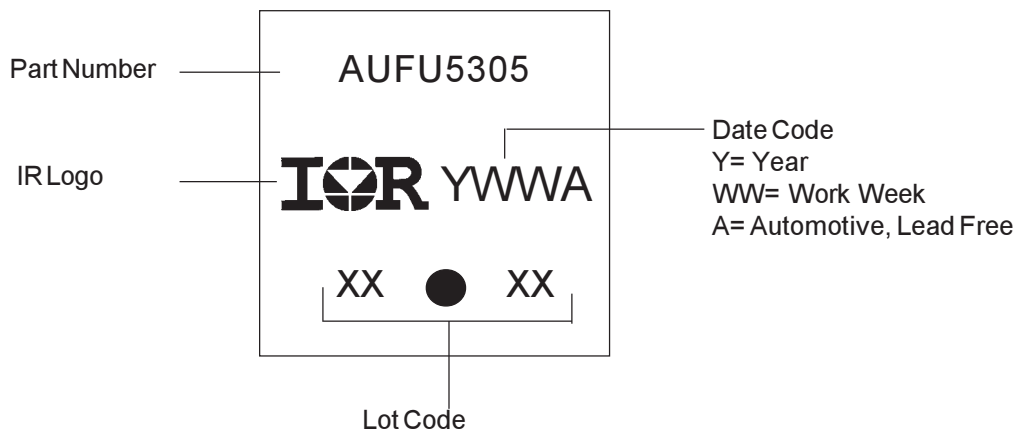 Part Number
AUFU5305
IR Logo
IOR YWWA
Date Code
Y= Year
WW= Work Week
A= Automotive, Lead Free
XX XX
Lot Code